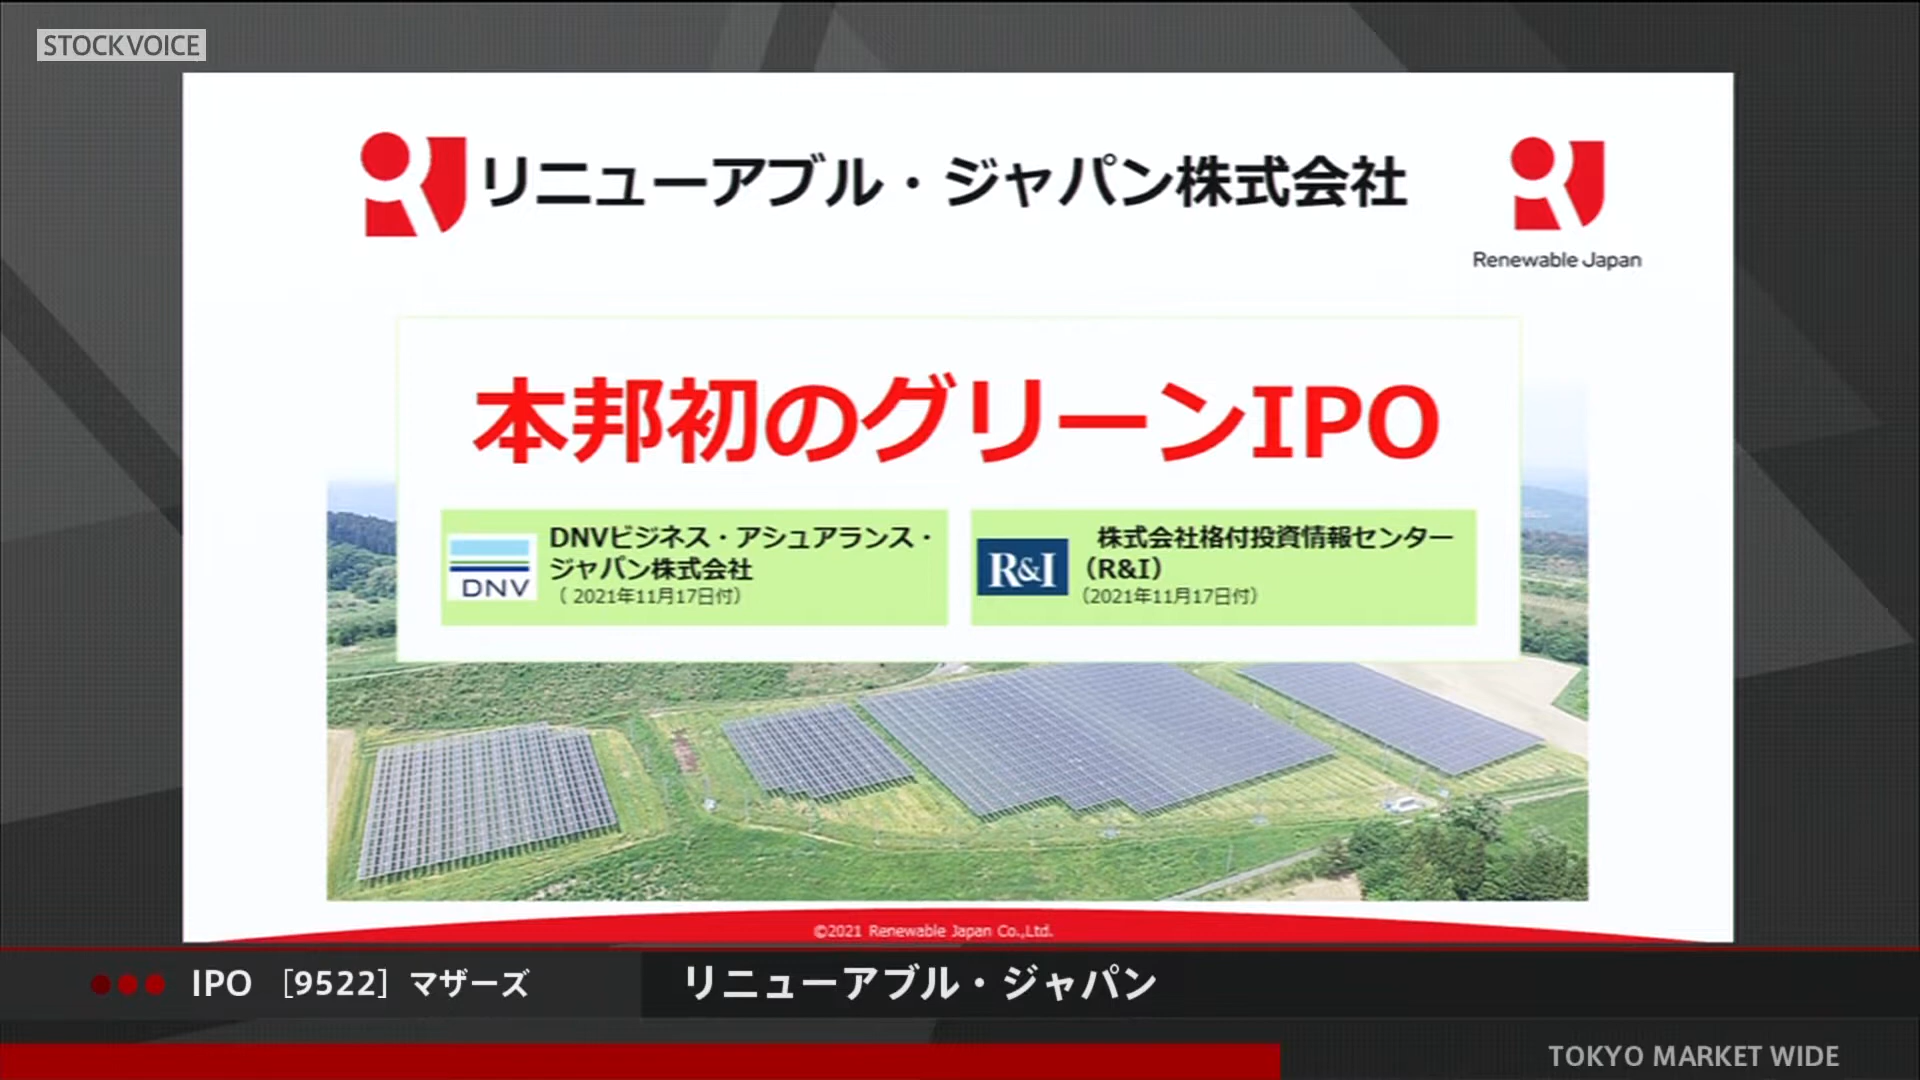 STOCKVOICE
リニューアブル・ジャパン株式会社
Renewable Japan
本邦初のグリーンIPO
DNV
DNVビジネス・アシュアランス・
ジャパン株式会社
（ 2021年11月17日付）
R&I
株式会社格付投資情報センター
（R&I）
（2021年11月17日付）
©2021 Renewable Japan Co.,Ltd.
IPO [9522] マザーズ
リニューアブル・ジャパン
TOKYO MARKET WIDE